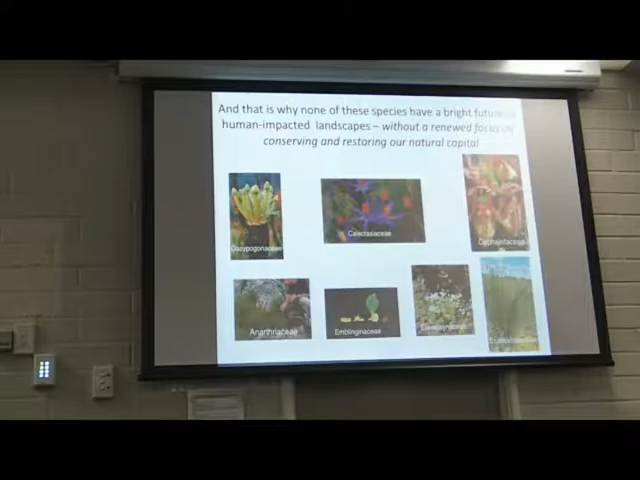 And that is why none of these species have a bright future
human-impacted landscapes – without a renewed focus on
conserving and restoring our natural capital
Dasypogonaceae
Calectasiaceae
Cephalotaceae
Anarthriaceae
Emblingiaceae